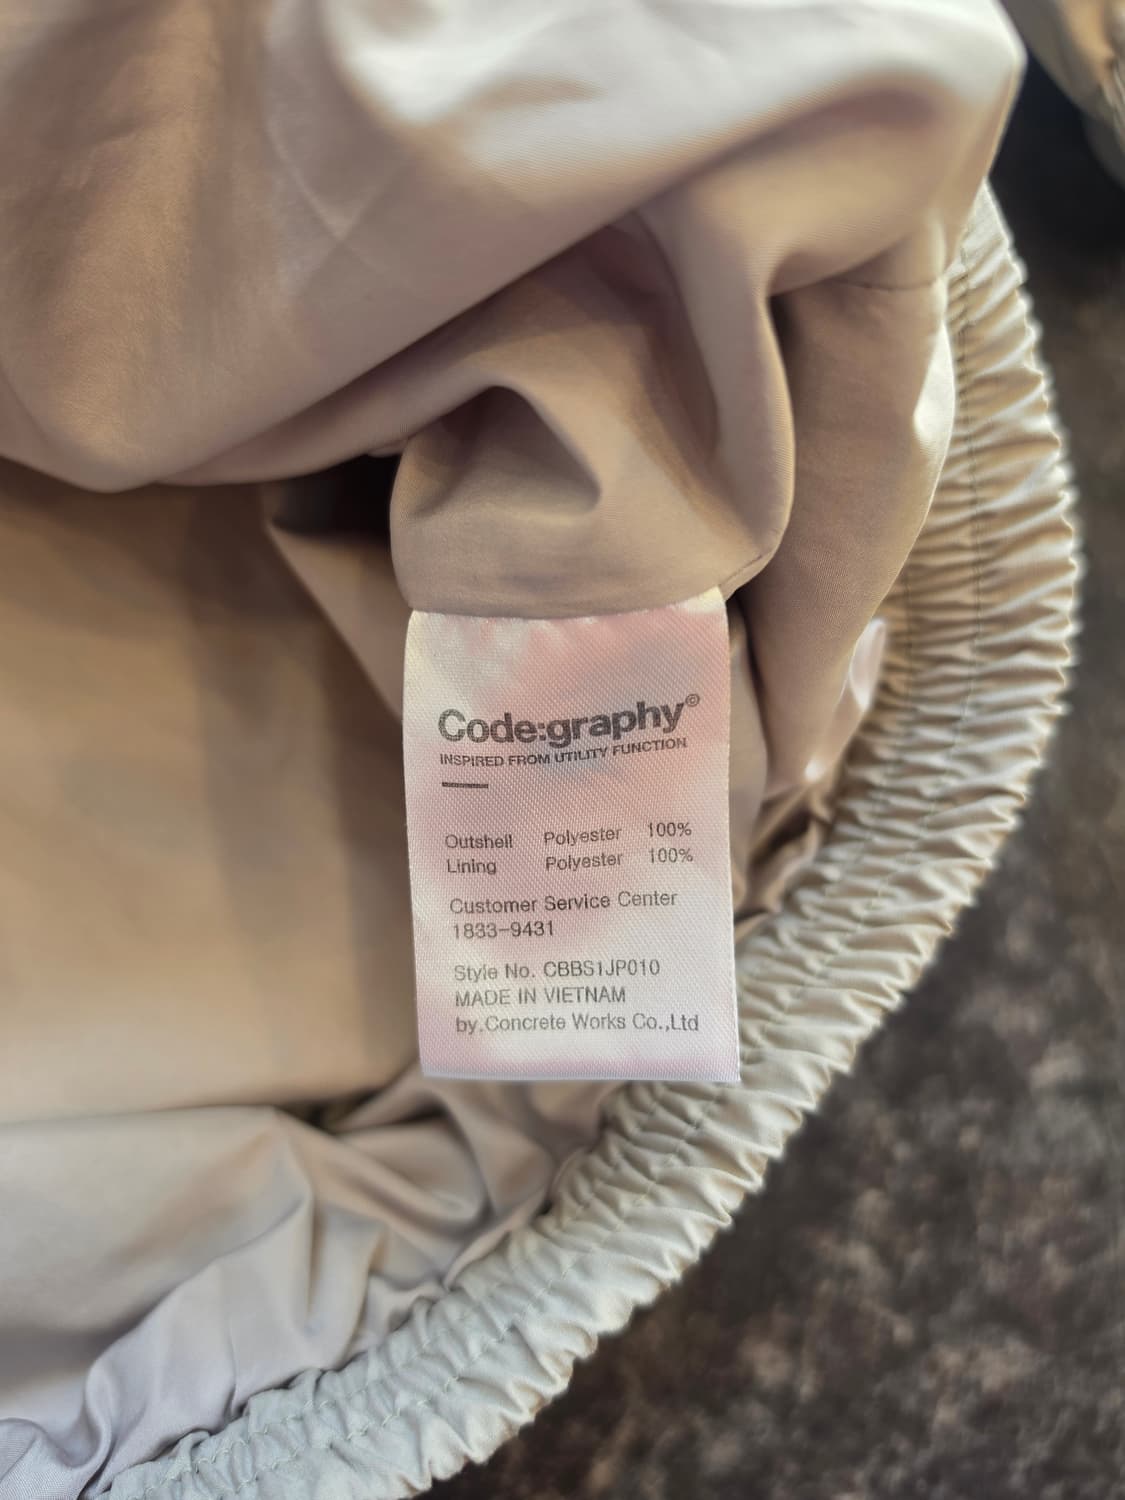 Code:graphy©
INSPIRED FROM UTILITY FUNCTION
Outshell Polyester 100%
Lining Polyester 100%
Customer Service Center
1833-9431
Style No. CBBS1JP010
MADE IN VIETNAM
by.Concrete Works Co.,Ltd